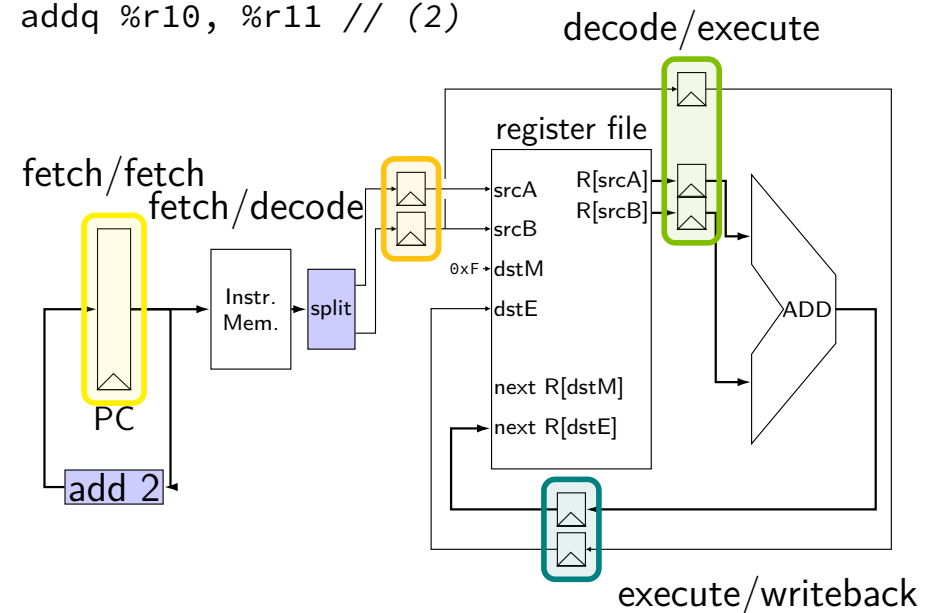 addq %r10, %r11 // (2)
decode/execute
register file
fetch/fetch
fetch/decode
srcA
R[srcA]
R[srcB]
srcB
0xF
dstM
Instr.
Mem.
split
dstE
ADD
next R[dstM]
PC
next R[dstE]
add 2
execute/writeback